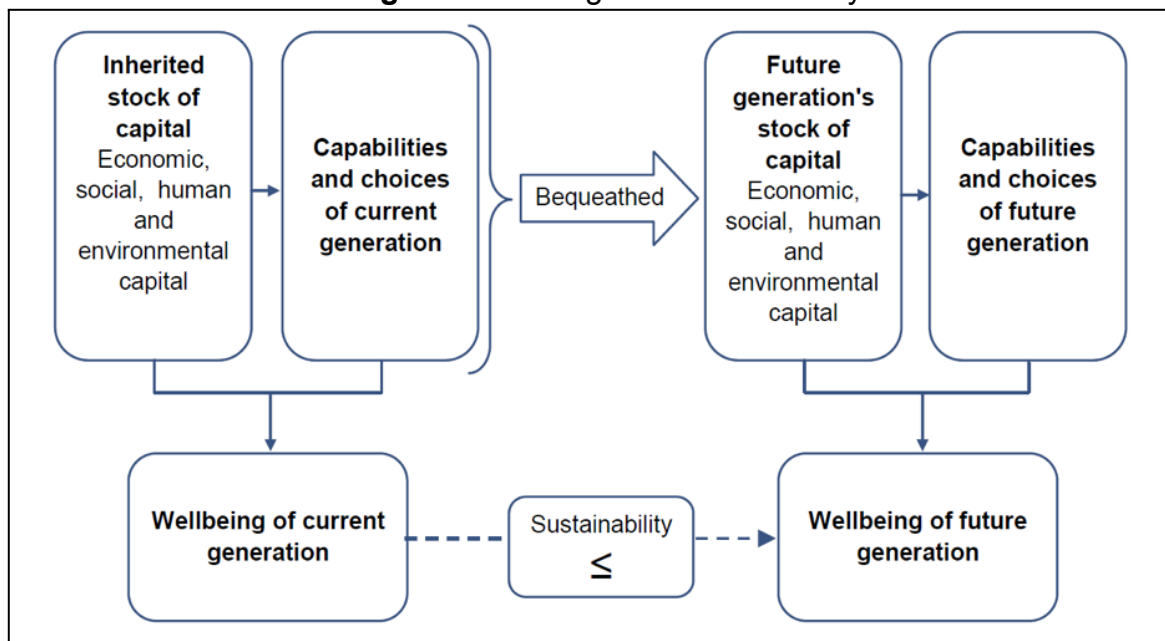 Inherited
stock of
capital
Economic,
social, human
and
environmental
capital
Capabilities
and choices
of current
generation
Bequeathed
Future
generation's
stock of
capital
Economic,
social, human
and
environmental
capital
Capabilities
and choices
of future
generation
Wellbeing of current
generation
Sustainability
≤
Wellbeing of future
generation